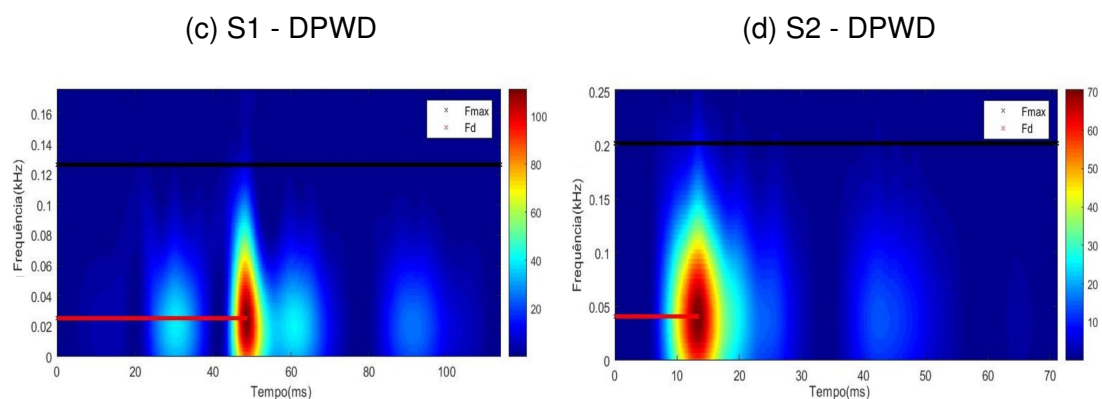 (c) S1 - DPWD
(d) S2 - DPWD
Frequência(kHz)
0.16
0.14
0.12
0.1
0.08
0.06
0.04
0.02
0
0 20 40 60 80 100
Tempo(ms)
Fmax
Fd
100
80
60
40
20
Frequência(kHz)
0.25
0.2
0.15
0.1
0.05
0
0 10 20 30 40 50 60 70
Tempo(ms)
Fmax
Fd
70
60
50
40
30
20
10
0